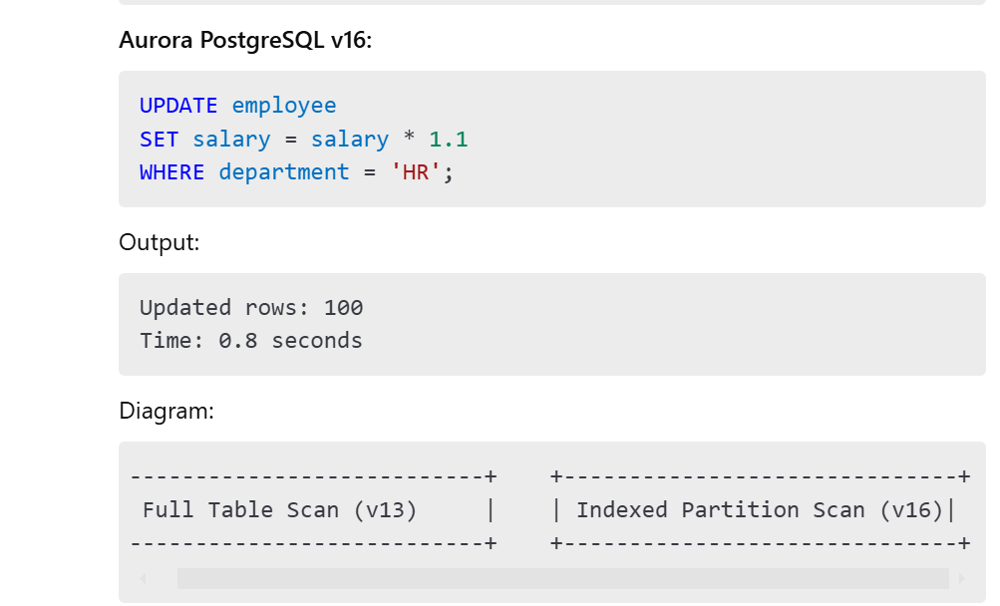 Aurora PostgreSQL v16:
UPDATE employee
SET salary = salary * 1.1
WHERE department = 'HR';
Output:
Updated rows: 100
Time: 0.8 seconds
Diagram:
---------------------------+    +------------------------------+
Full Table Scan (v13)     |    | Indexed Partition Scan (v16)|
---------------------------+    +------------------------------+